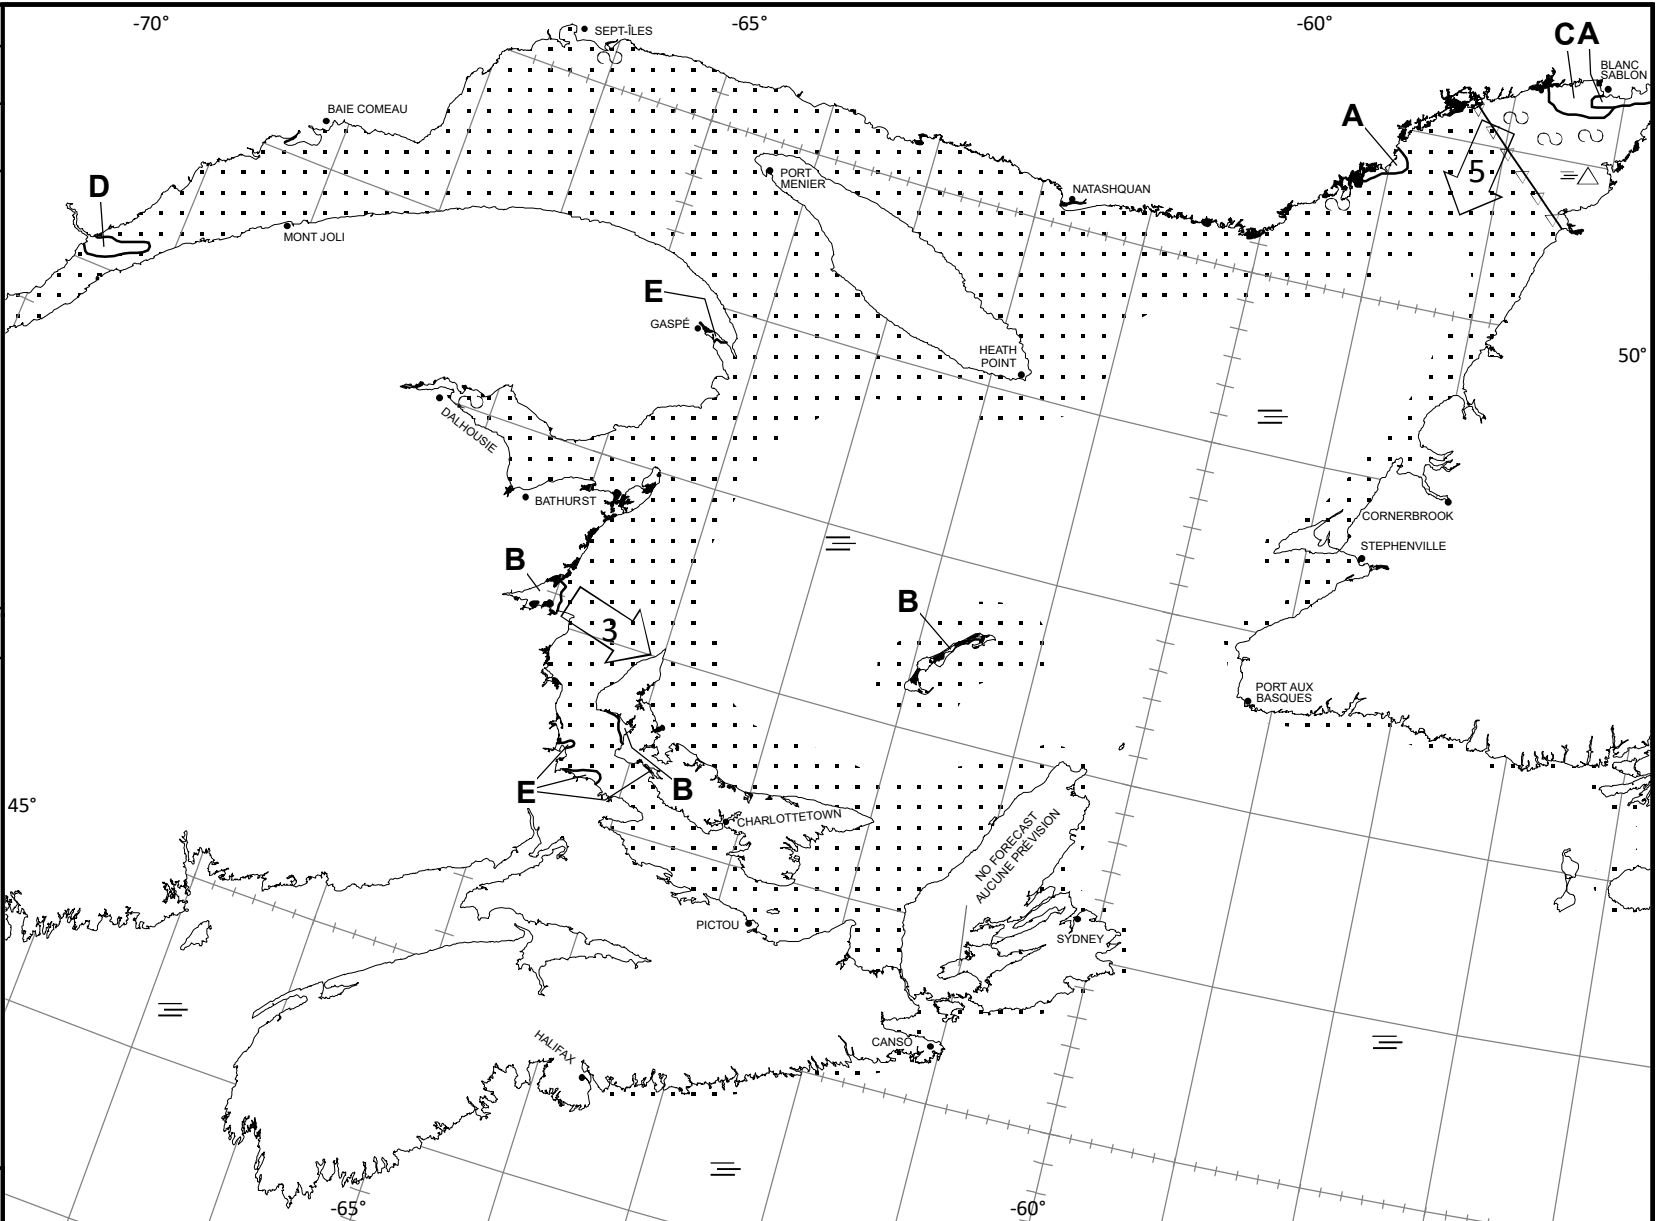 -70°
-65°
-60°
SEPT-ÎLES
C A
BLANC
SABLON
BAIE COMEAU
A
PORT
MENIER
5
D
NATASHQUAN
MONT JOLI
E
GASPÉ
HEATH
POINT
50°
DALHOUSIE
BATHURST
CORNERBROOK
STEPHENVILLE
B
B
3
PORT AUX
BASQUES
E
B
45°
CHARLOTTETOWN
NO FORECAST
AUCUNE PRÉVISION
PICTOU
SYDNEY
HALIFAX
CANSO
-65°
-60°